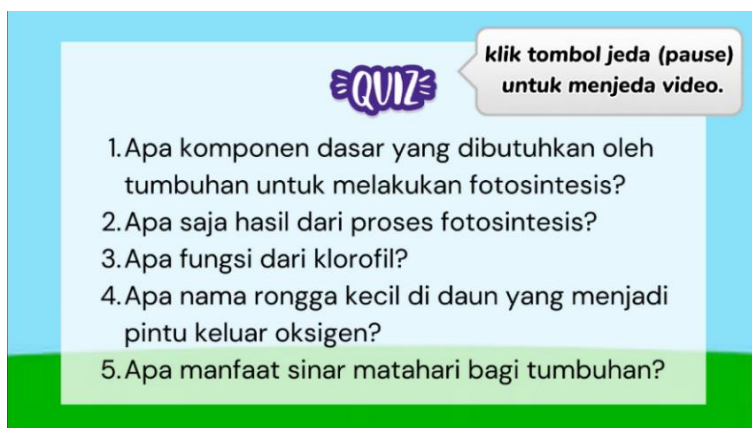 QUIZ
klik tombol jeda (pause)
untuk menjeda video.
1.Apa komponen dasar yang dibutuhkan oleh
tumbuhan untuk melakukan fotosintesis?
2.Apa saja hasil dari proses fotosintesis?
3.Apa fungsi dari klorofil?
4.Apa nama rongga kecil di daun yang menjadi
pintu keluar oksigen?
5.Apa manfaat sinar matahari bagi tumbuhan?